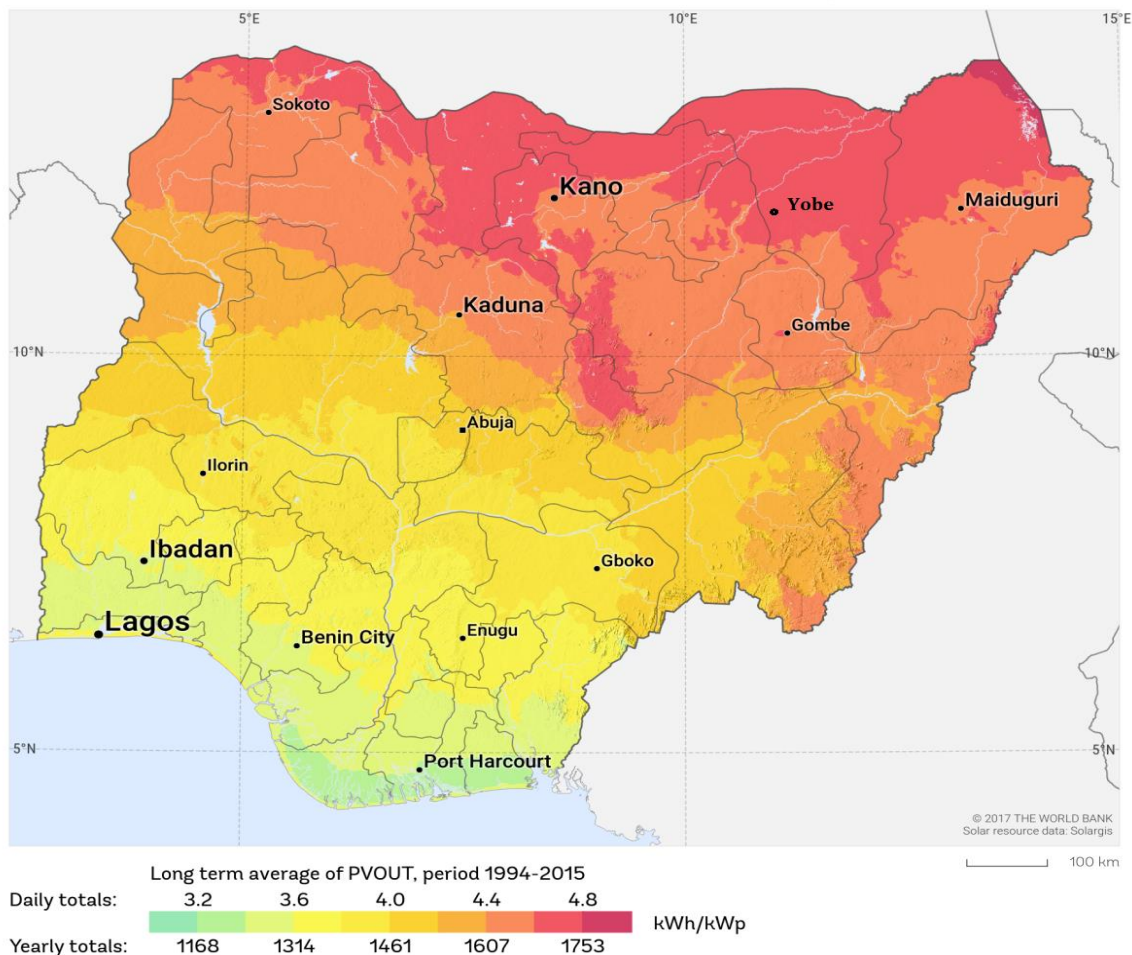 5°E 10°E 15°E
Sokoto
Kano
Yobe
Maiduguri
Kaduna
Gombe
10°N 10°N
Abuja
Ilorin
Ibadan
Gboko
Lagos
Enugu
Benin City
5°N 5°N
Port Harcourt
© 2017 THE WORLD BANK
Solar resource data: Solargis
100 km
Long term average of PVOUT, period 1994-2015
Daily totals: 3.2 3.6 4.0 4.4 4.8
kWh/kWp
Yearly totals: 1168 1314 1461 1607 1753